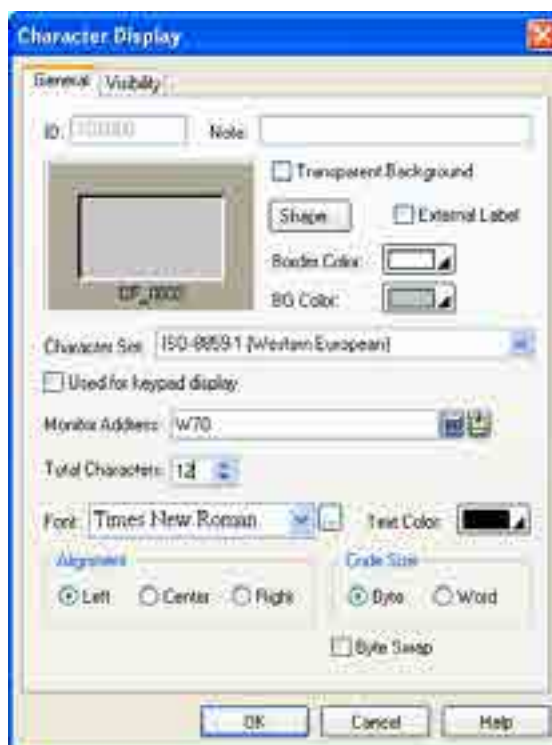 Character Display
General Visibility
ID: Note:
Transparent Background
Shape... External Label
Border Color:
BG Color:
Character Set: ISO-8859-1 (Western European)
Used for keypad display
Monitor Address: W70
Total Characters: 12
Font: Times New Roman ... Text Color:
Alignment Code Size
Left Center Right Byte Word
Byte Swap
OK Cancel Help